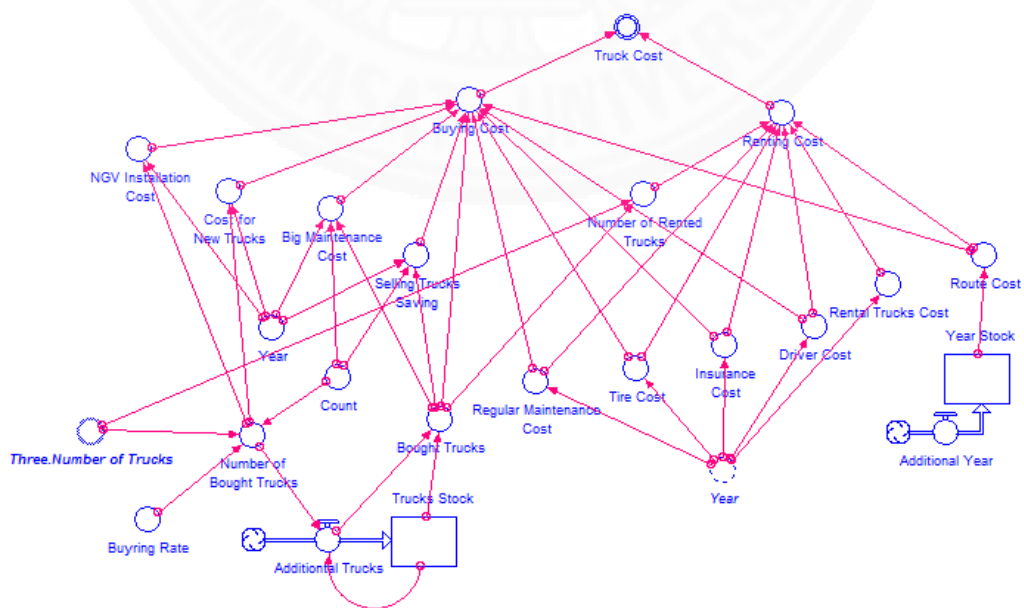 Truck Cost
Buying Cost
Renting Cost
NGV Installation
Cost
Cost for
New Trucks
Big Maintenance
Cost
Number of Rented
Trucks
Selling Trucks
Saving
Route Cost
Rental Trucks Cost
Year
Driver Cost
Year Stock
Insurance
Cost
Tire Cost
Count
Regular Maintenance
Cost
Bought Trucks
Three.Number of Trucks
Number of
Bought Trucks
Additional Year
Year
Trucks Stock
Buyring Rate
Additiontal Trucks